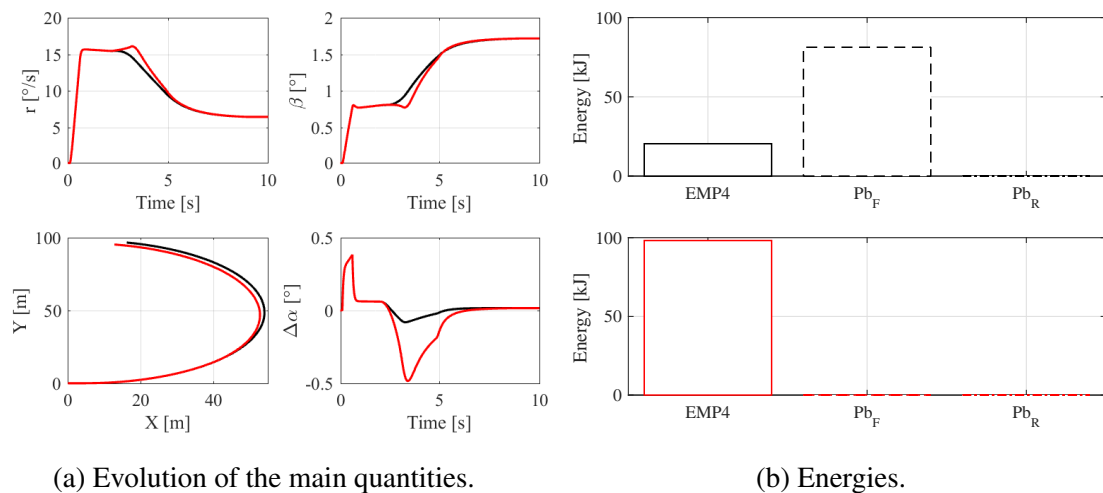 r [°/s]
20
15
10
5
0
0
5
10
Time [s]
β [°]
2
1.5
1
0.5
0
0
5
10
Time [s]
Y [m]
100
50
0
0
20
40
X [m]
Δα [°]
0.5
0
-0.5
0
5
10
Time [s]
(a) Evolution of the main quantities.
Energy [kJ]
100
50
0
EMP4
Pb_F
Pb_R
Energy [kJ]
100
50
0
EMP4
Pb_F
Pb_R
(b) Energies.